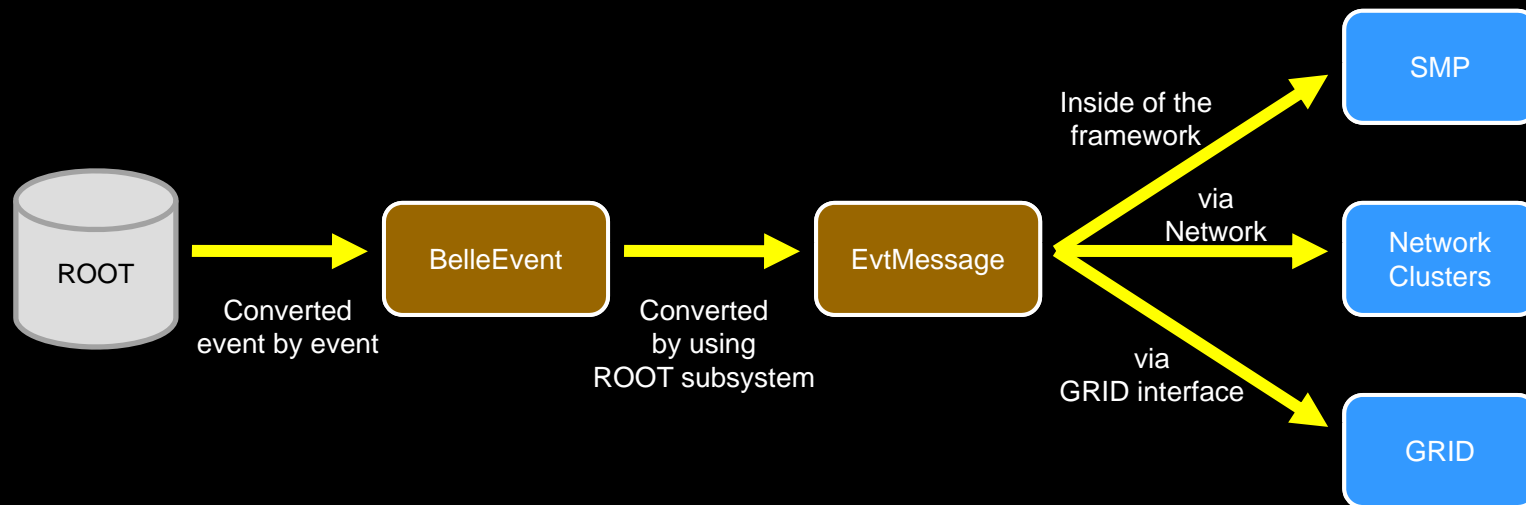 ROOT
Converted
event by event
BelleEvent
Converted
by using
ROOT subsystem
EvtMessage
Inside of the
framework
SMP
via
Network
Network
Clusters
via
GRID interface
GRID